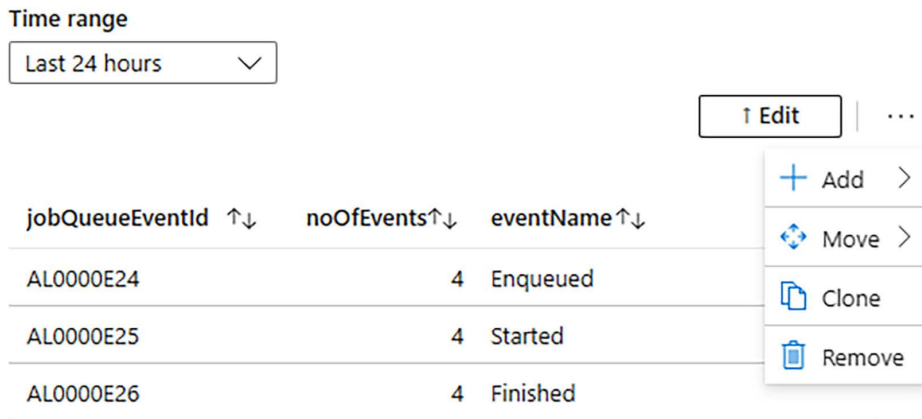 Time range
Last 24 hours
↑ Edit
...
Add
Move
Clone
Remove
jobQueueEventId ↑↓ noOfEvents↑↓ eventName↑↓
AL0000E24 4 Enqueued
AL0000E25 4 Started
AL0000E26 4 Finished